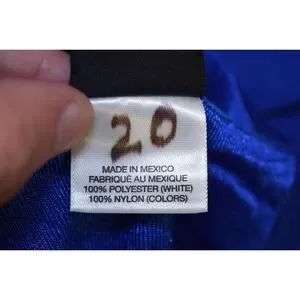 20
MADE IN MEXICO
FABRIQUÉ AU MEXIQUE
100% POLYESTER (WHITE)
100% NYLON (COLORS)